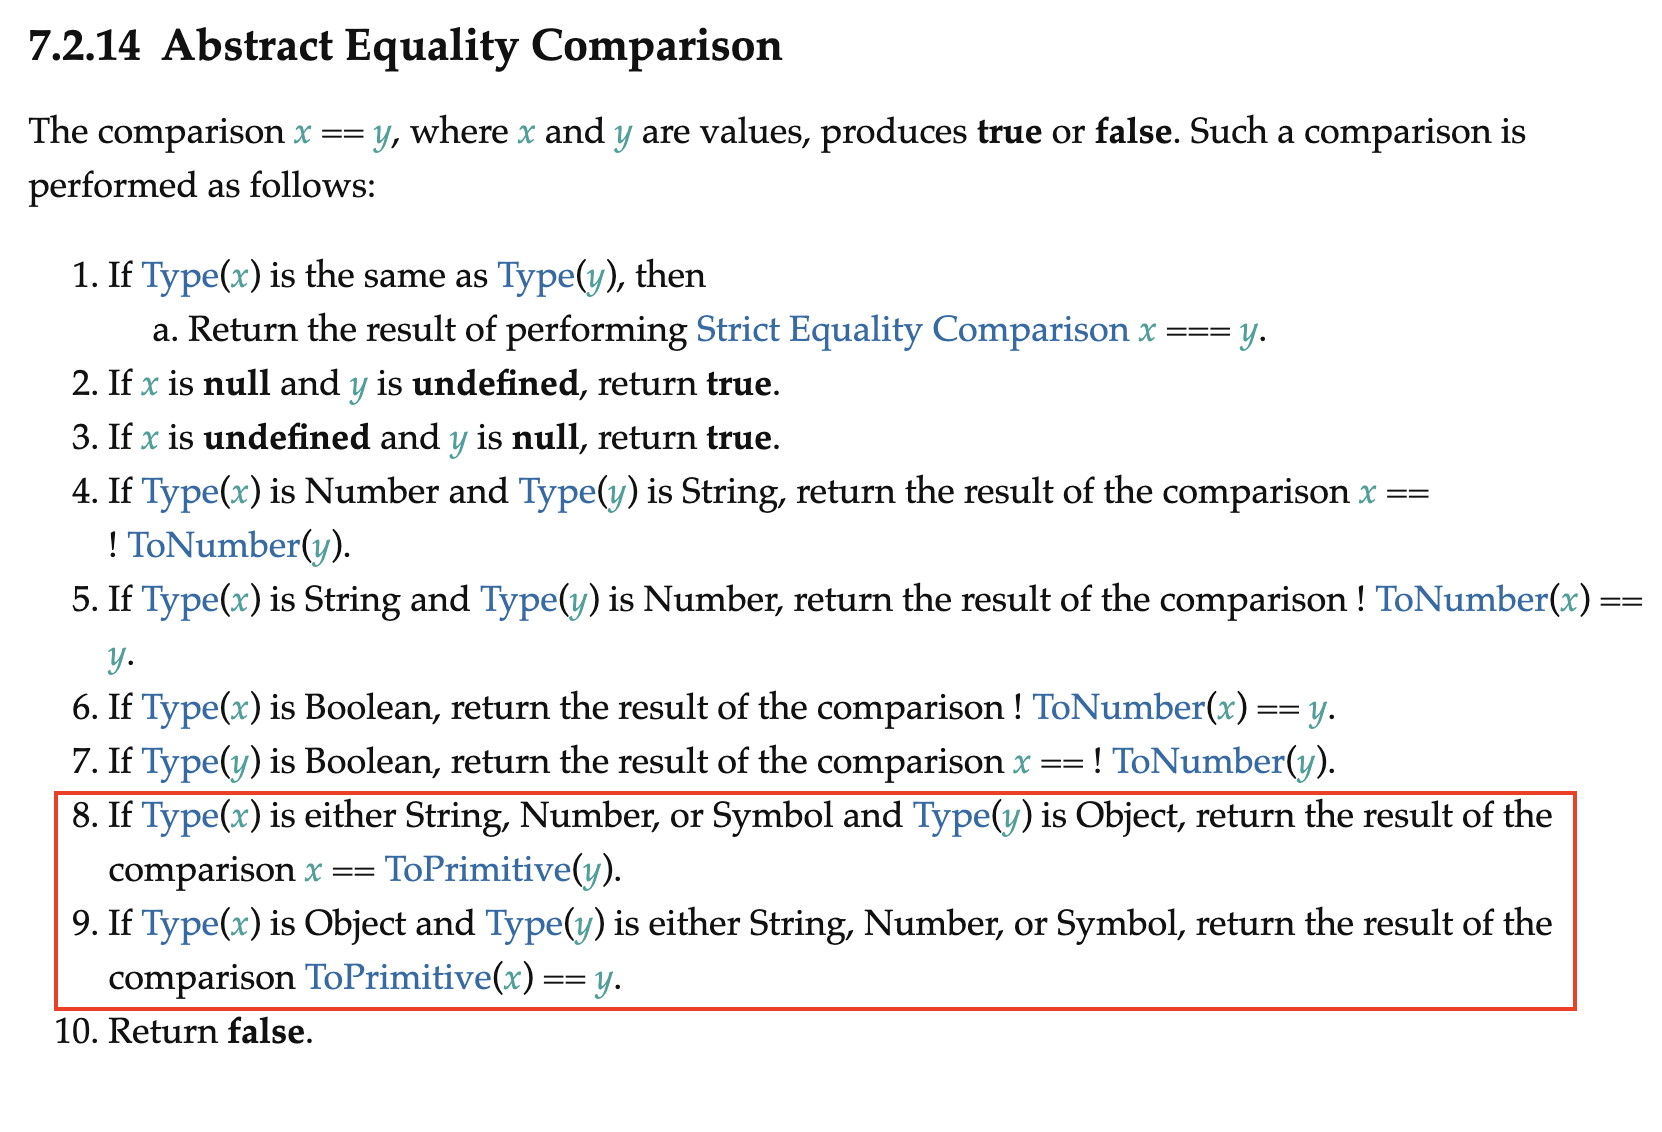 7.2.14 Abstract Equality Comparison
The comparison x == y, where x and y are values, produces true or false. Such a comparison is
performed as follows:
1. If Type(x) is the same as Type(y), then
a. Return the result of performing Strict Equality Comparison x === y.
2. If x is null and y is undefined, return true.
3. If x is undefined and y is null, return true.
4. If Type(x) is Number and Type(y) is String, return the result of the comparison x ==
! ToNumber(y).
5. If Type(x) is String and Type(y) is Number, return the result of the comparison ! ToNumber(x) ==
y.
6. If Type(x) is Boolean, return the result of the comparison ! ToNumber(x) == y.
7. If Type(y) is Boolean, return the result of the comparison x == ! ToNumber(y).
8. If Type(x) is either String, Number, or Symbol and Type(y) is Object, return the result of the
comparison x == ToPrimitive(y).
9. If Type(x) is Object and Type(y) is either String, Number, or Symbol, return the result of the
comparison ToPrimitive(x) == y.
10. Return false.